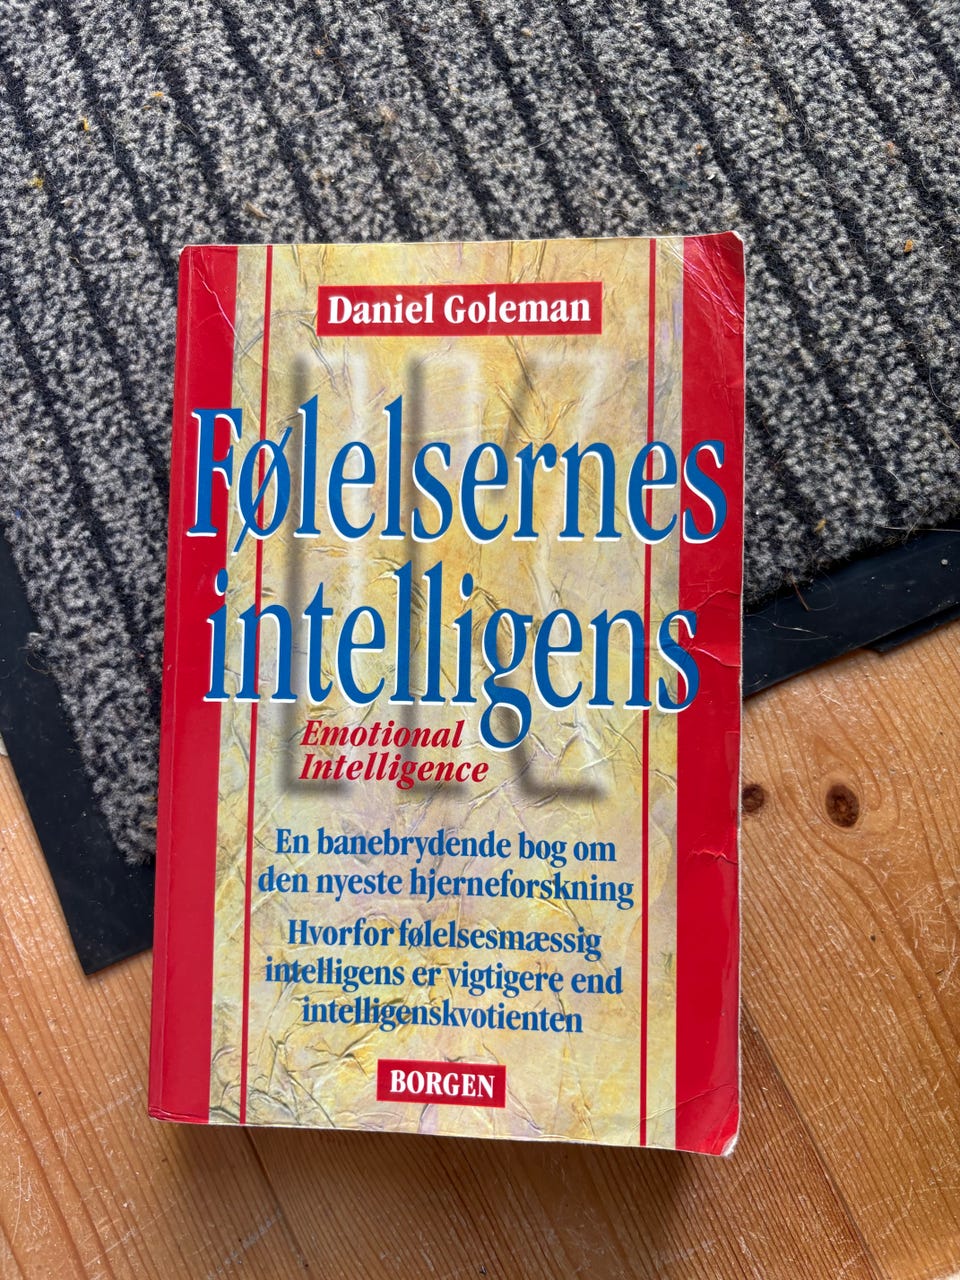 Daniel Goleman
Følelsernes
intelligens
Emotional
Intelligence
En banebrydende bog om
den nyeste hjerneforskning
Hvorfor følelsesmæssig
intelligens er vigtigere end
intelligenskvotienten
BORGEN